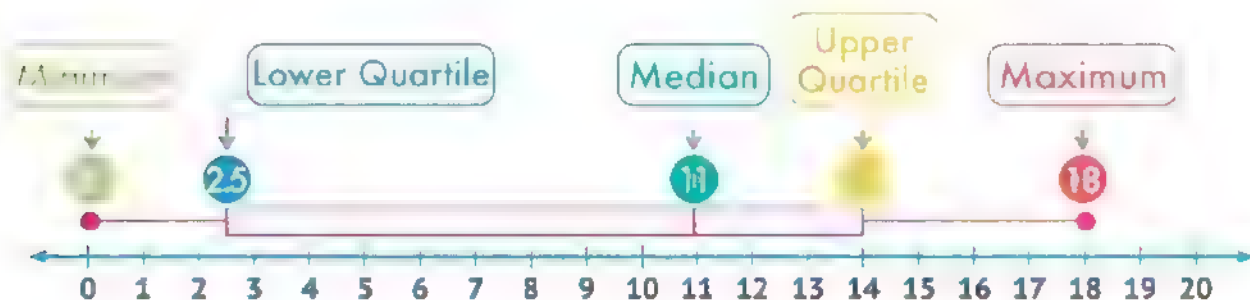 Lower Quartile
Median
Upper
Quartile
Maximum
2.5
11
18
0 1 2 3 4 5 6 7 8 9 10 11 12 13 14 15 16 17 18 19 20